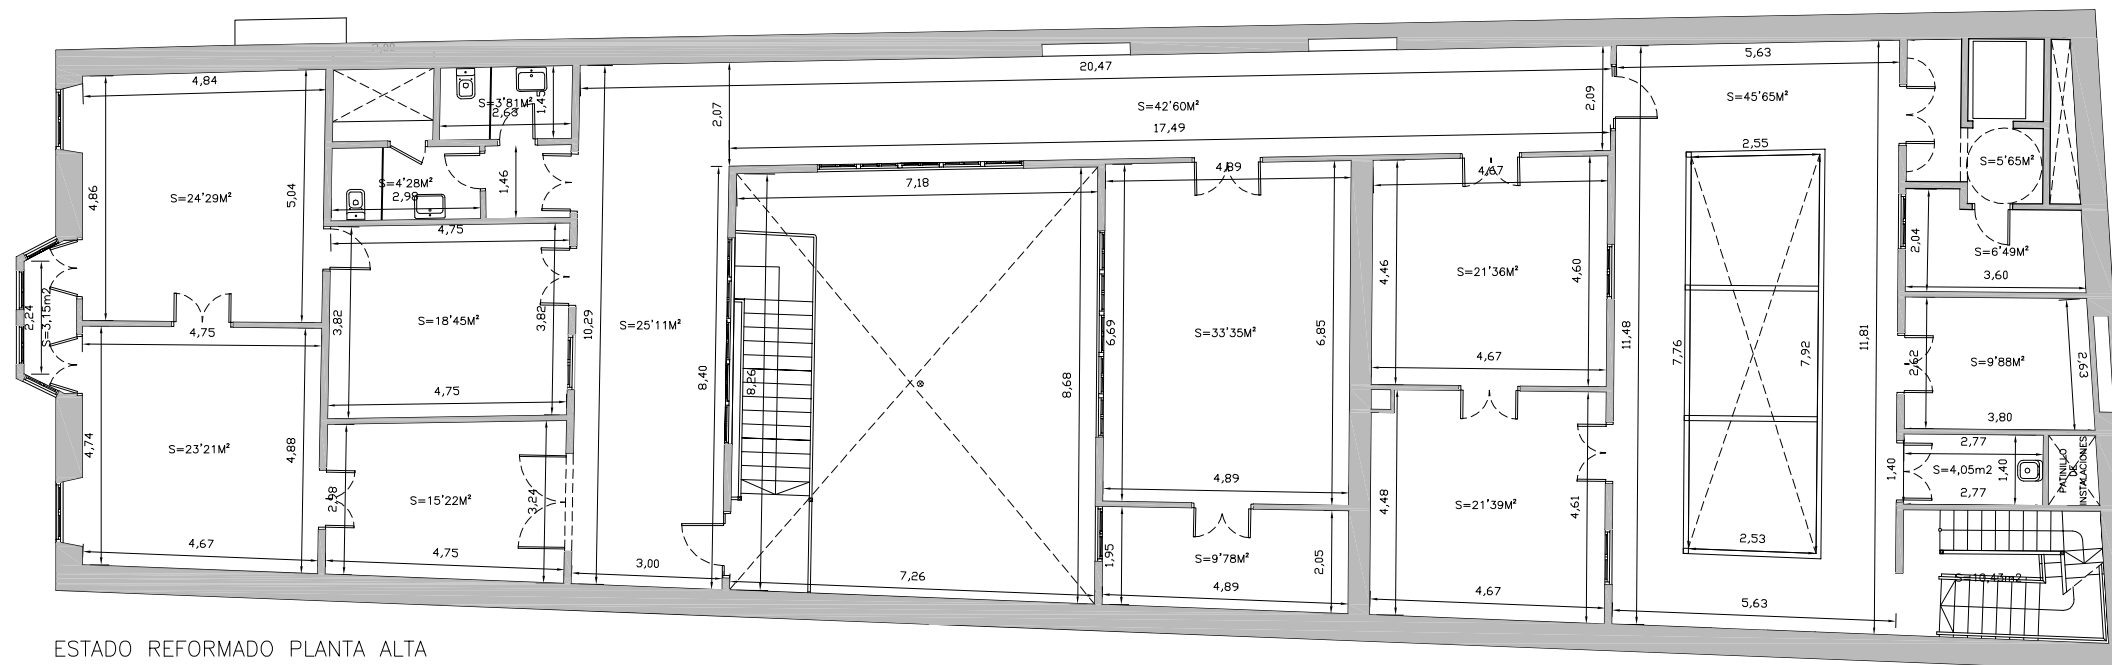 4,84
4,86
5,04
S=24'29M²
4,75
2,24
S=3,15m2
4,74
4,88
S=23'21M²
4,67
S=3'81M²
2,63
1,45
S=4'28M²
2,98
1,46
4,75
3,82
3,82
S=18'45M²
4,75
2,98
3,24
S=15'22M²
4,75
20,47
2,07
S=42'60M²
2,09
17,49
10,29
S=25'11M²
8,40
3,00
7,18
8,26
8,68
7,26
4,89
6,69
6,85
S=33'35M²
4,89
1,95
2,05
S=9'78M²
4,89
4,67
4,46
4,60
S=21'36M²
4,67
4,48
4,61
S=21'39M²
4,67
5,63
S=45'65M²
2,55
11,48
7,76
7,92
11,81
2,53
5,63
S=5'65M²
2,04
S=6'49M²
3,60
2,62
S=9'88M²
2,63
3,80
2,77
1,40
S=4,05m2
1,40
2,77
PATINILLO
DE
INSTALACIONES
S=10,43m2
ESTADO REFORMADO PLANTA ALTA